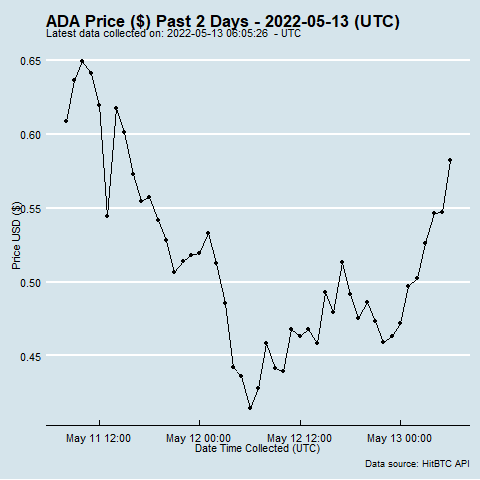 ADA Price ($) Past 2 Days - 2022-05-13 (UTC)
Latest data collected on: 2022-05-13 06:05:26  - UTC
0.65
0.60
0.55
0.50
0.45
Price USD ($)
May 11 12:00
May 12 00:00
May 12 12:00
May 13 00:00
Date Time Collected (UTC)
Data source: HitBTC API